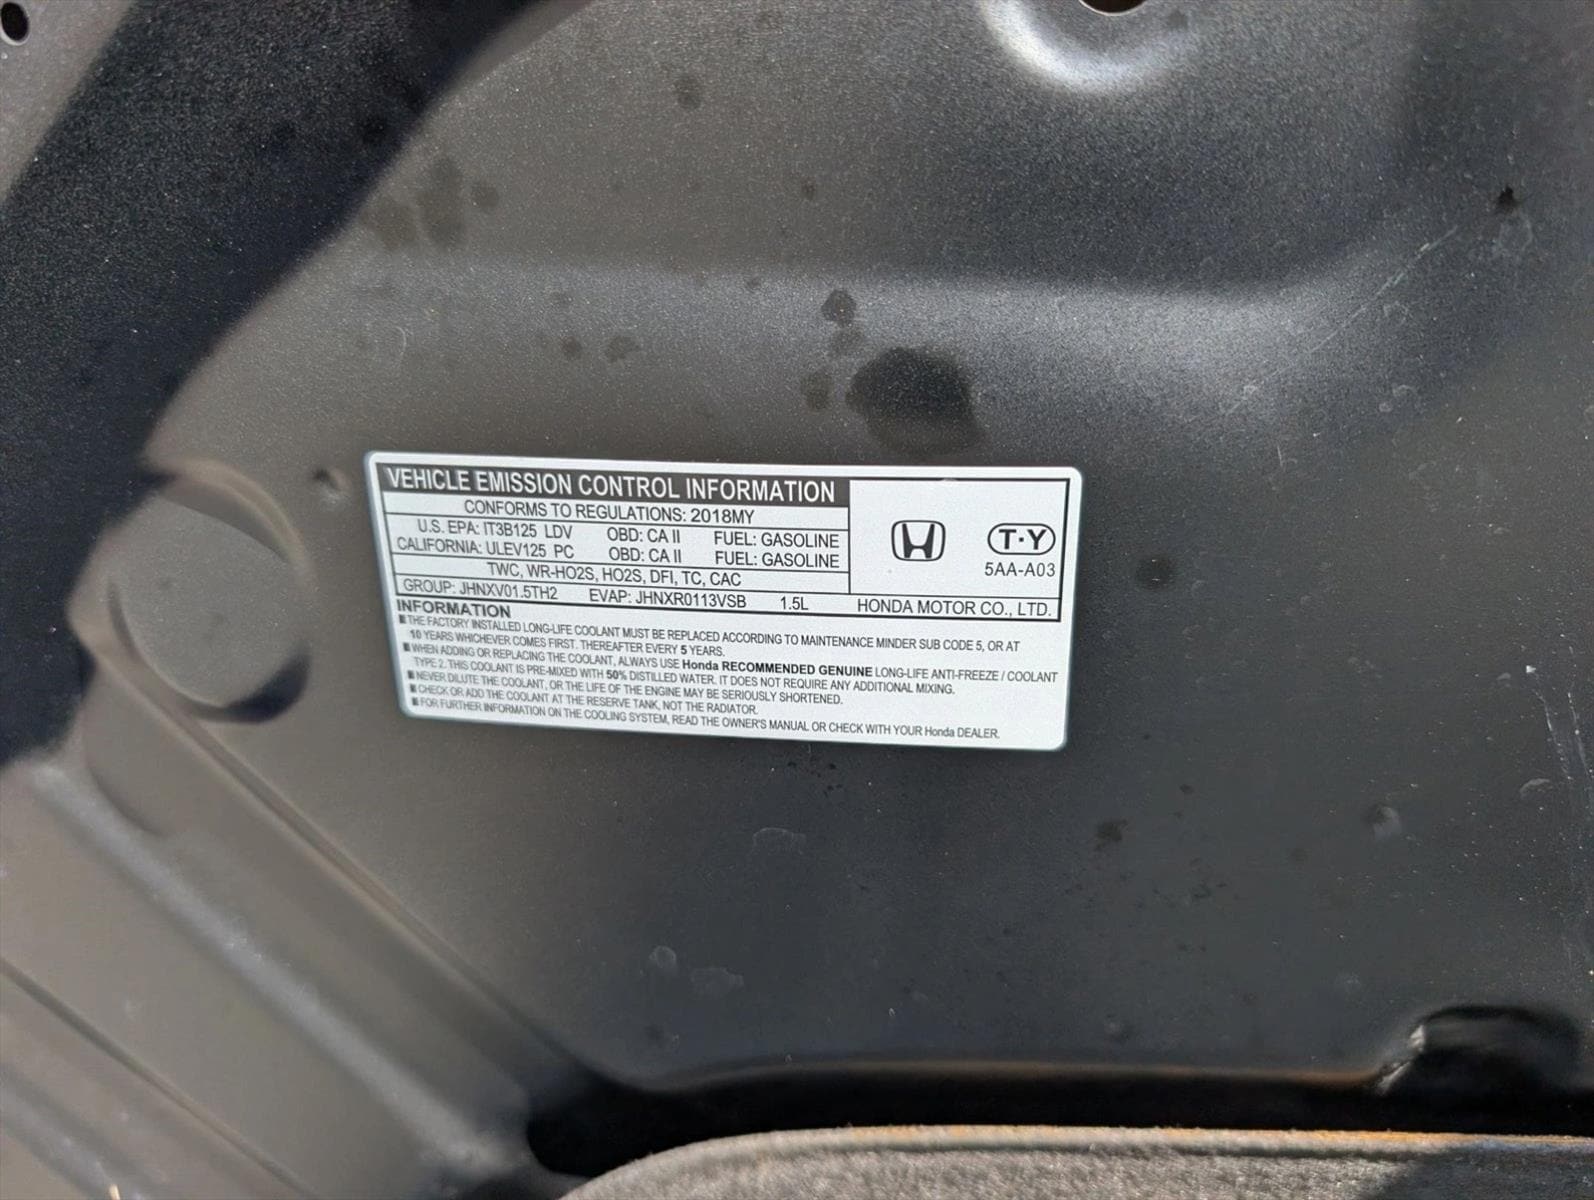 VEHICLE EMISSION CONTROL INFORMATION
CONFORMS TO REGULATIONS: 2018MY
U.S. EPA: IT3B125 LDV OBD: CA II FUEL: GASOLINE
CALIFORNIA: ULEV125 PC OBD: CA II FUEL: GASOLINE
TWC, WR-HO2S, HO2S, DFI, TC, CAC
T·Y
5AA-A03
GROUP: JHNXV01.5TH2 EVAP: JHNXR0113VSB 1.5L HONDA MOTOR CO., LTD.
INFORMATION
■THE FACTORY INSTALLED LONG-LIFE COOLANT MUST BE REPLACED ACCORDING TO MAINTENANCE MINDER SUB CODE 5, OR AT
10 YEARS WHICHEVER COMES FIRST. THEREAFTER EVERY 5 YEARS.
■WHEN ADDING OR REPLACING THE COOLANT, ALWAYS USE Honda RECOMMENDED GENUINE LONG-LIFE ANTI-FREEZE / COOLANT
TYPE 2. THIS COOLANT IS PRE-MIXED WITH 50% DISTILLED WATER. IT DOES NOT REQUIRE ANY ADDITIONAL MIXING.
■NEVER DILUTE THE COOLANT, OR THE LIFE OF THE ENGINE MAY BE SERIOUSLY SHORTENED.
■CHECK OR ADD THE COOLANT AT THE RESERVE TANK, NOT THE RADIATOR.
■FOR FURTHER INFORMATION ON THE COOLING SYSTEM, READ THE OWNER'S MANUAL OR CHECK WITH YOUR Honda DEALER.